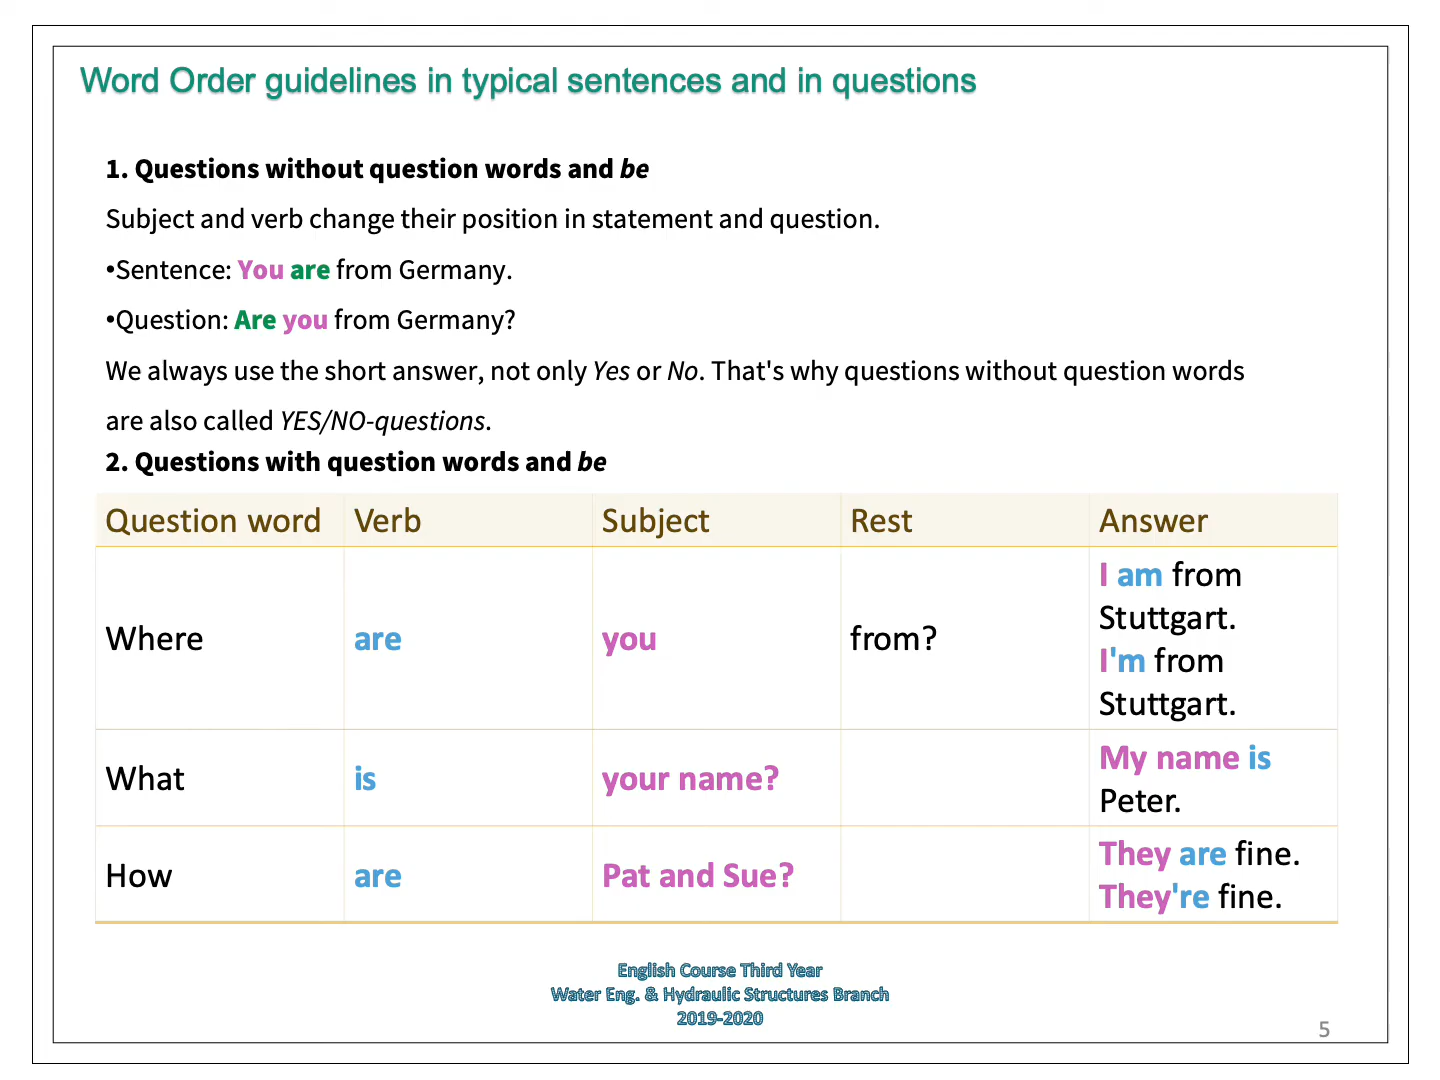 Word Order guidelines in typical sentences and in questions
1. Questions without question words and be
Subject and verb change their position in statement and question.
•Sentence: You are from Germany.
•Question: Are you from Germany?
We always use the short answer, not only Yes or No. That's why questions without question words
are also called YES/NO-questions.
2. Questions with question words and be
Question word Verb Subject Rest Answer
Where are you from? I am from
Stuttgart.
I'm from
Stuttgart.
What is your name? My name is
Peter.
How are Pat and Sue? They are fine.
They're fine.
English Course Third Year
Water Eng. & Hydraulic Structures Branch
2019-2020
5